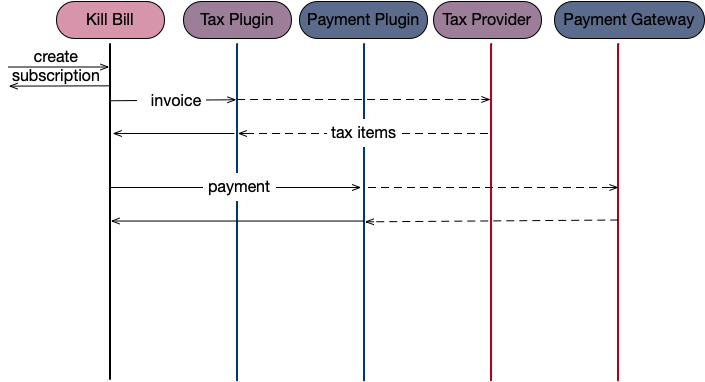 Kill Bill
Tax Plugin
Payment Plugin
Tax Provider
Payment Gateway
create
subscription
invoice
tax items
payment